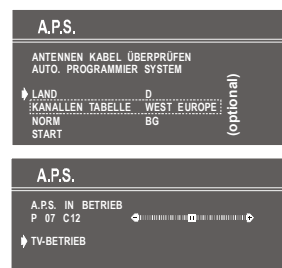 A.P.S.
ANTENNEN KABEL ÜBERPRÜFEN
AUTO. PROGRAMMIER SYSTEM
LAND D
KANALLEN TABELLE WEST EUROPE
NORM BG
START
(optional)
A.P.S.
A.P.S. IN BETRIEB
P 07 C12
TV-BETRIEB